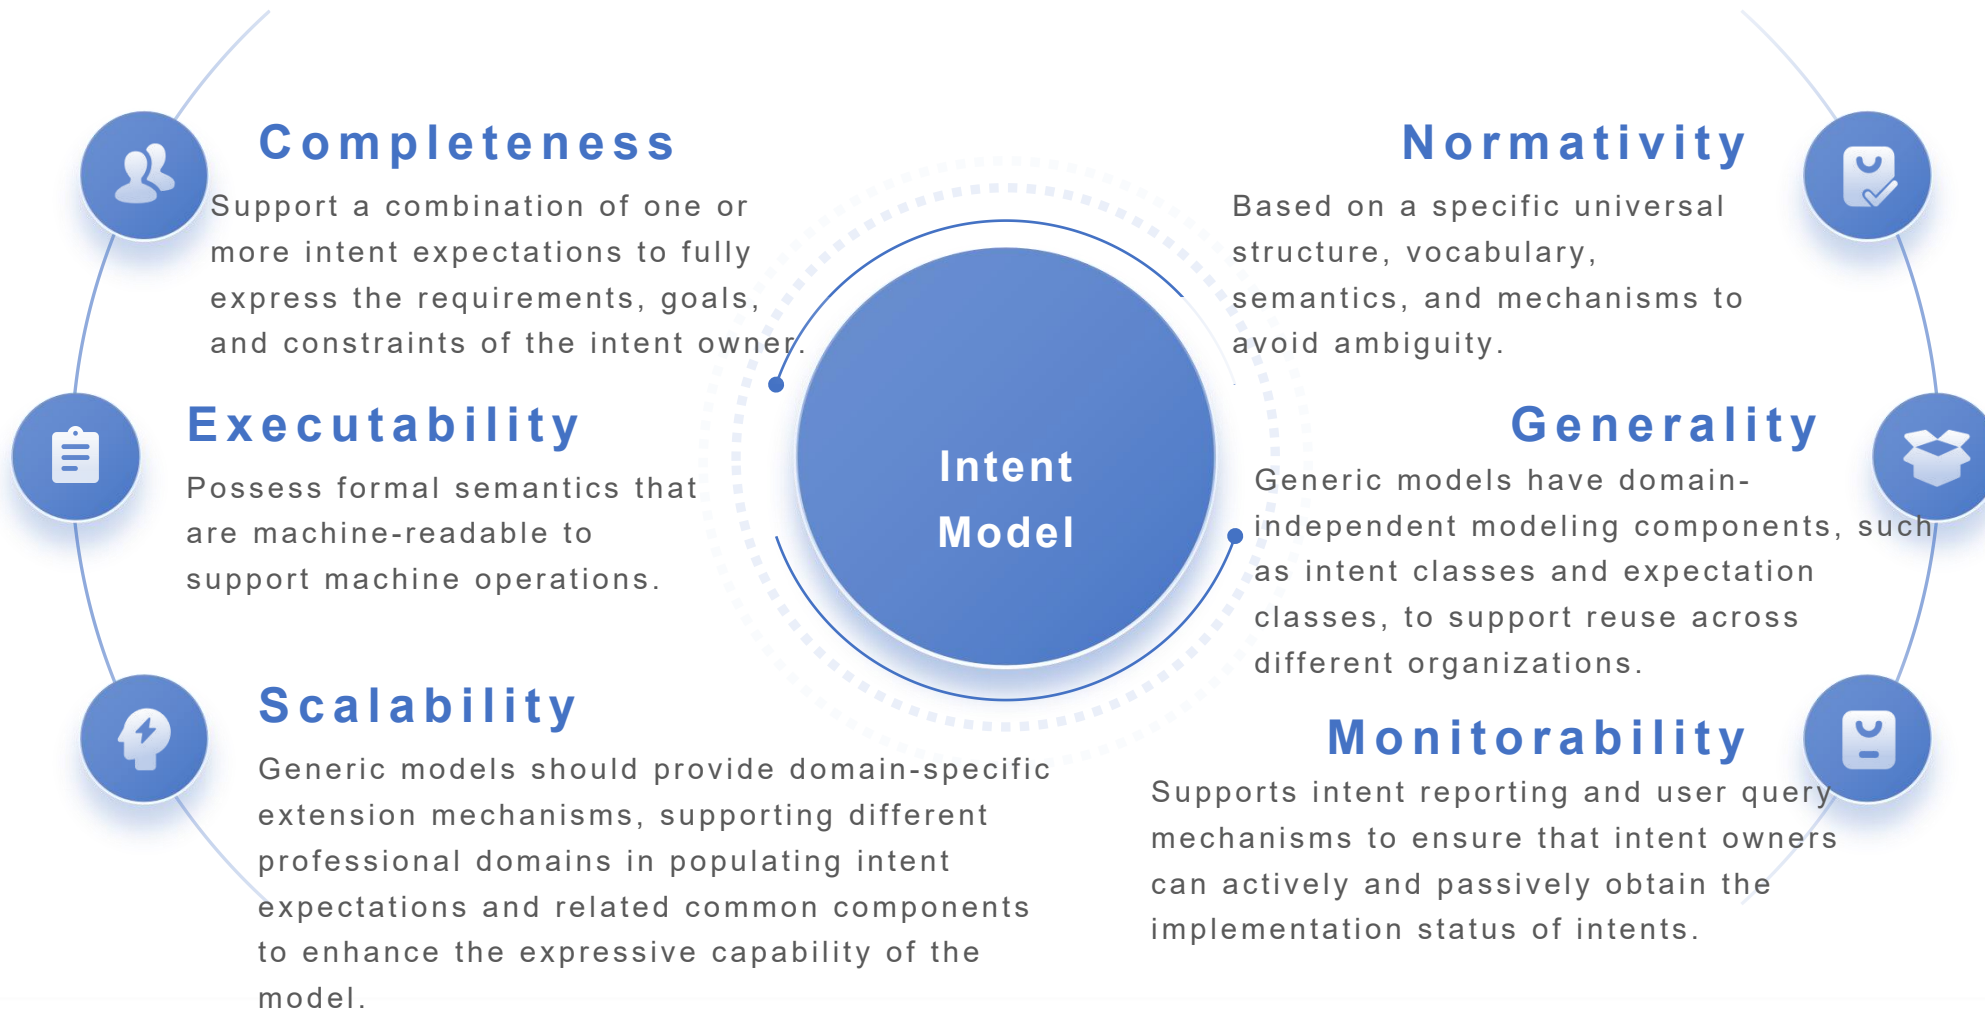 Completeness
Support a combination of one or
more intent expectations to fully
express the requirements, goals,
and constraints of the intent owner.
Executability
Possess formal semantics that
are machine-readable to
support machine operations.
Scalability
Generic models should provide domain-specific
extension mechanisms, supporting different
professional domains in populating intent
expectations and related common components
to enhance the expressive capability of the
model.
Intent
Model
Normativity
Based on a specific universal
structure, vocabulary,
semantics, and mechanisms to
avoid ambiguity.
Generality
Generic models have domain-
independent modeling components, such
as intent classes and expectation
classes, to support reuse across
different organizations.
Monitorability
Supports intent reporting and user query
mechanisms to ensure that intent owners
can actively and passively obtain the
implementation status of intents.